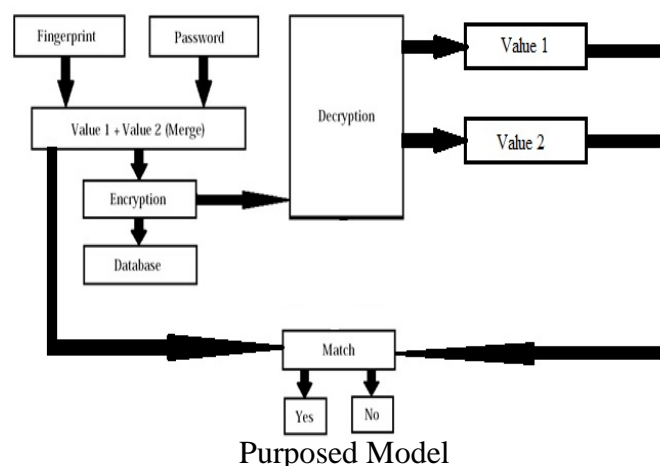 Fingerprint
Password
Value 1 + Value 2 (Merge)
Encryption
Database
Decryption
Value 1
Value 2
Match
Yes
No
Purposed Model